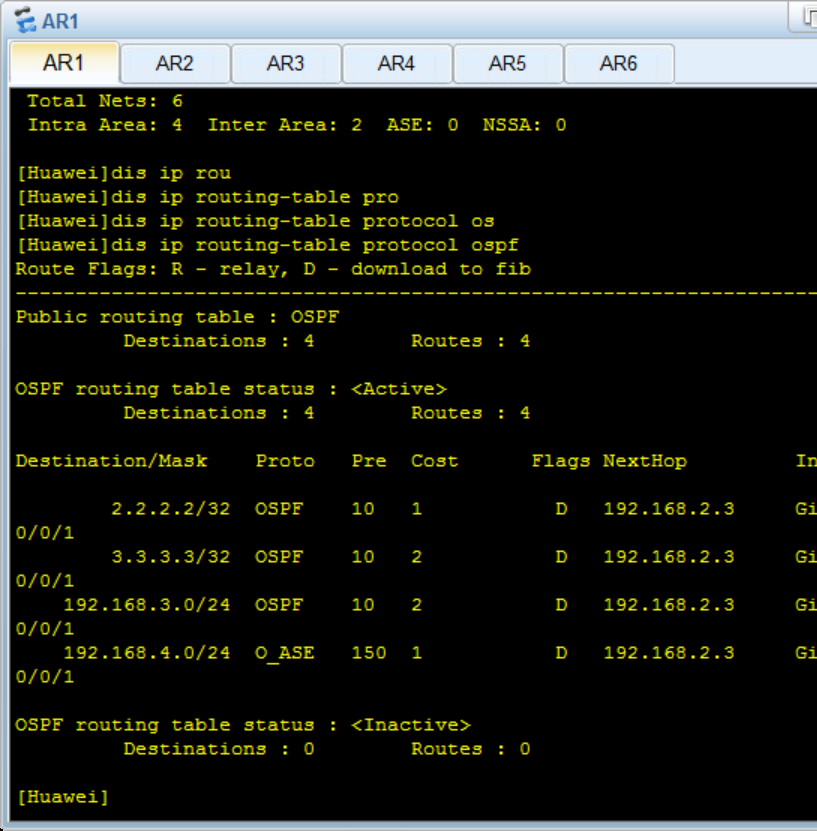 AR1
AR1 AR2 AR3 AR4 AR5 AR6
Total Nets: 6
Intra Area: 4  Inter Area: 2  ASE: 0  NSSA: 0
[Huawei]dis ip rou
[Huawei]dis ip routing-table pro
[Huawei]dis ip routing-table protocol os
[Huawei]dis ip routing-table protocol ospf
Route Flags: R - relay, D - download to fib
------------------------------------------------------------------------------
Public routing table : OSPF
Destinations : 4        Routes : 4
OSPF routing table status : <Active>
Destinations : 4        Routes : 4
Destination/Mask    Proto   Pre  Cost      Flags NextHop         In
2.2.2.2/32  OSPF    10   1           D   192.168.2.3     Gi
0/0/1
3.3.3.3/32  OSPF    10   2           D   192.168.2.3     Gi
0/0/1
192.168.3.0/24  OSPF    10   2           D   192.168.2.3     Gi
0/0/1
192.168.4.0/24  O_ASE   150  1           D   192.168.2.3     Gi
0/0/1
OSPF routing table status : <Inactive>
Destinations : 0        Routes : 0
[Huawei]